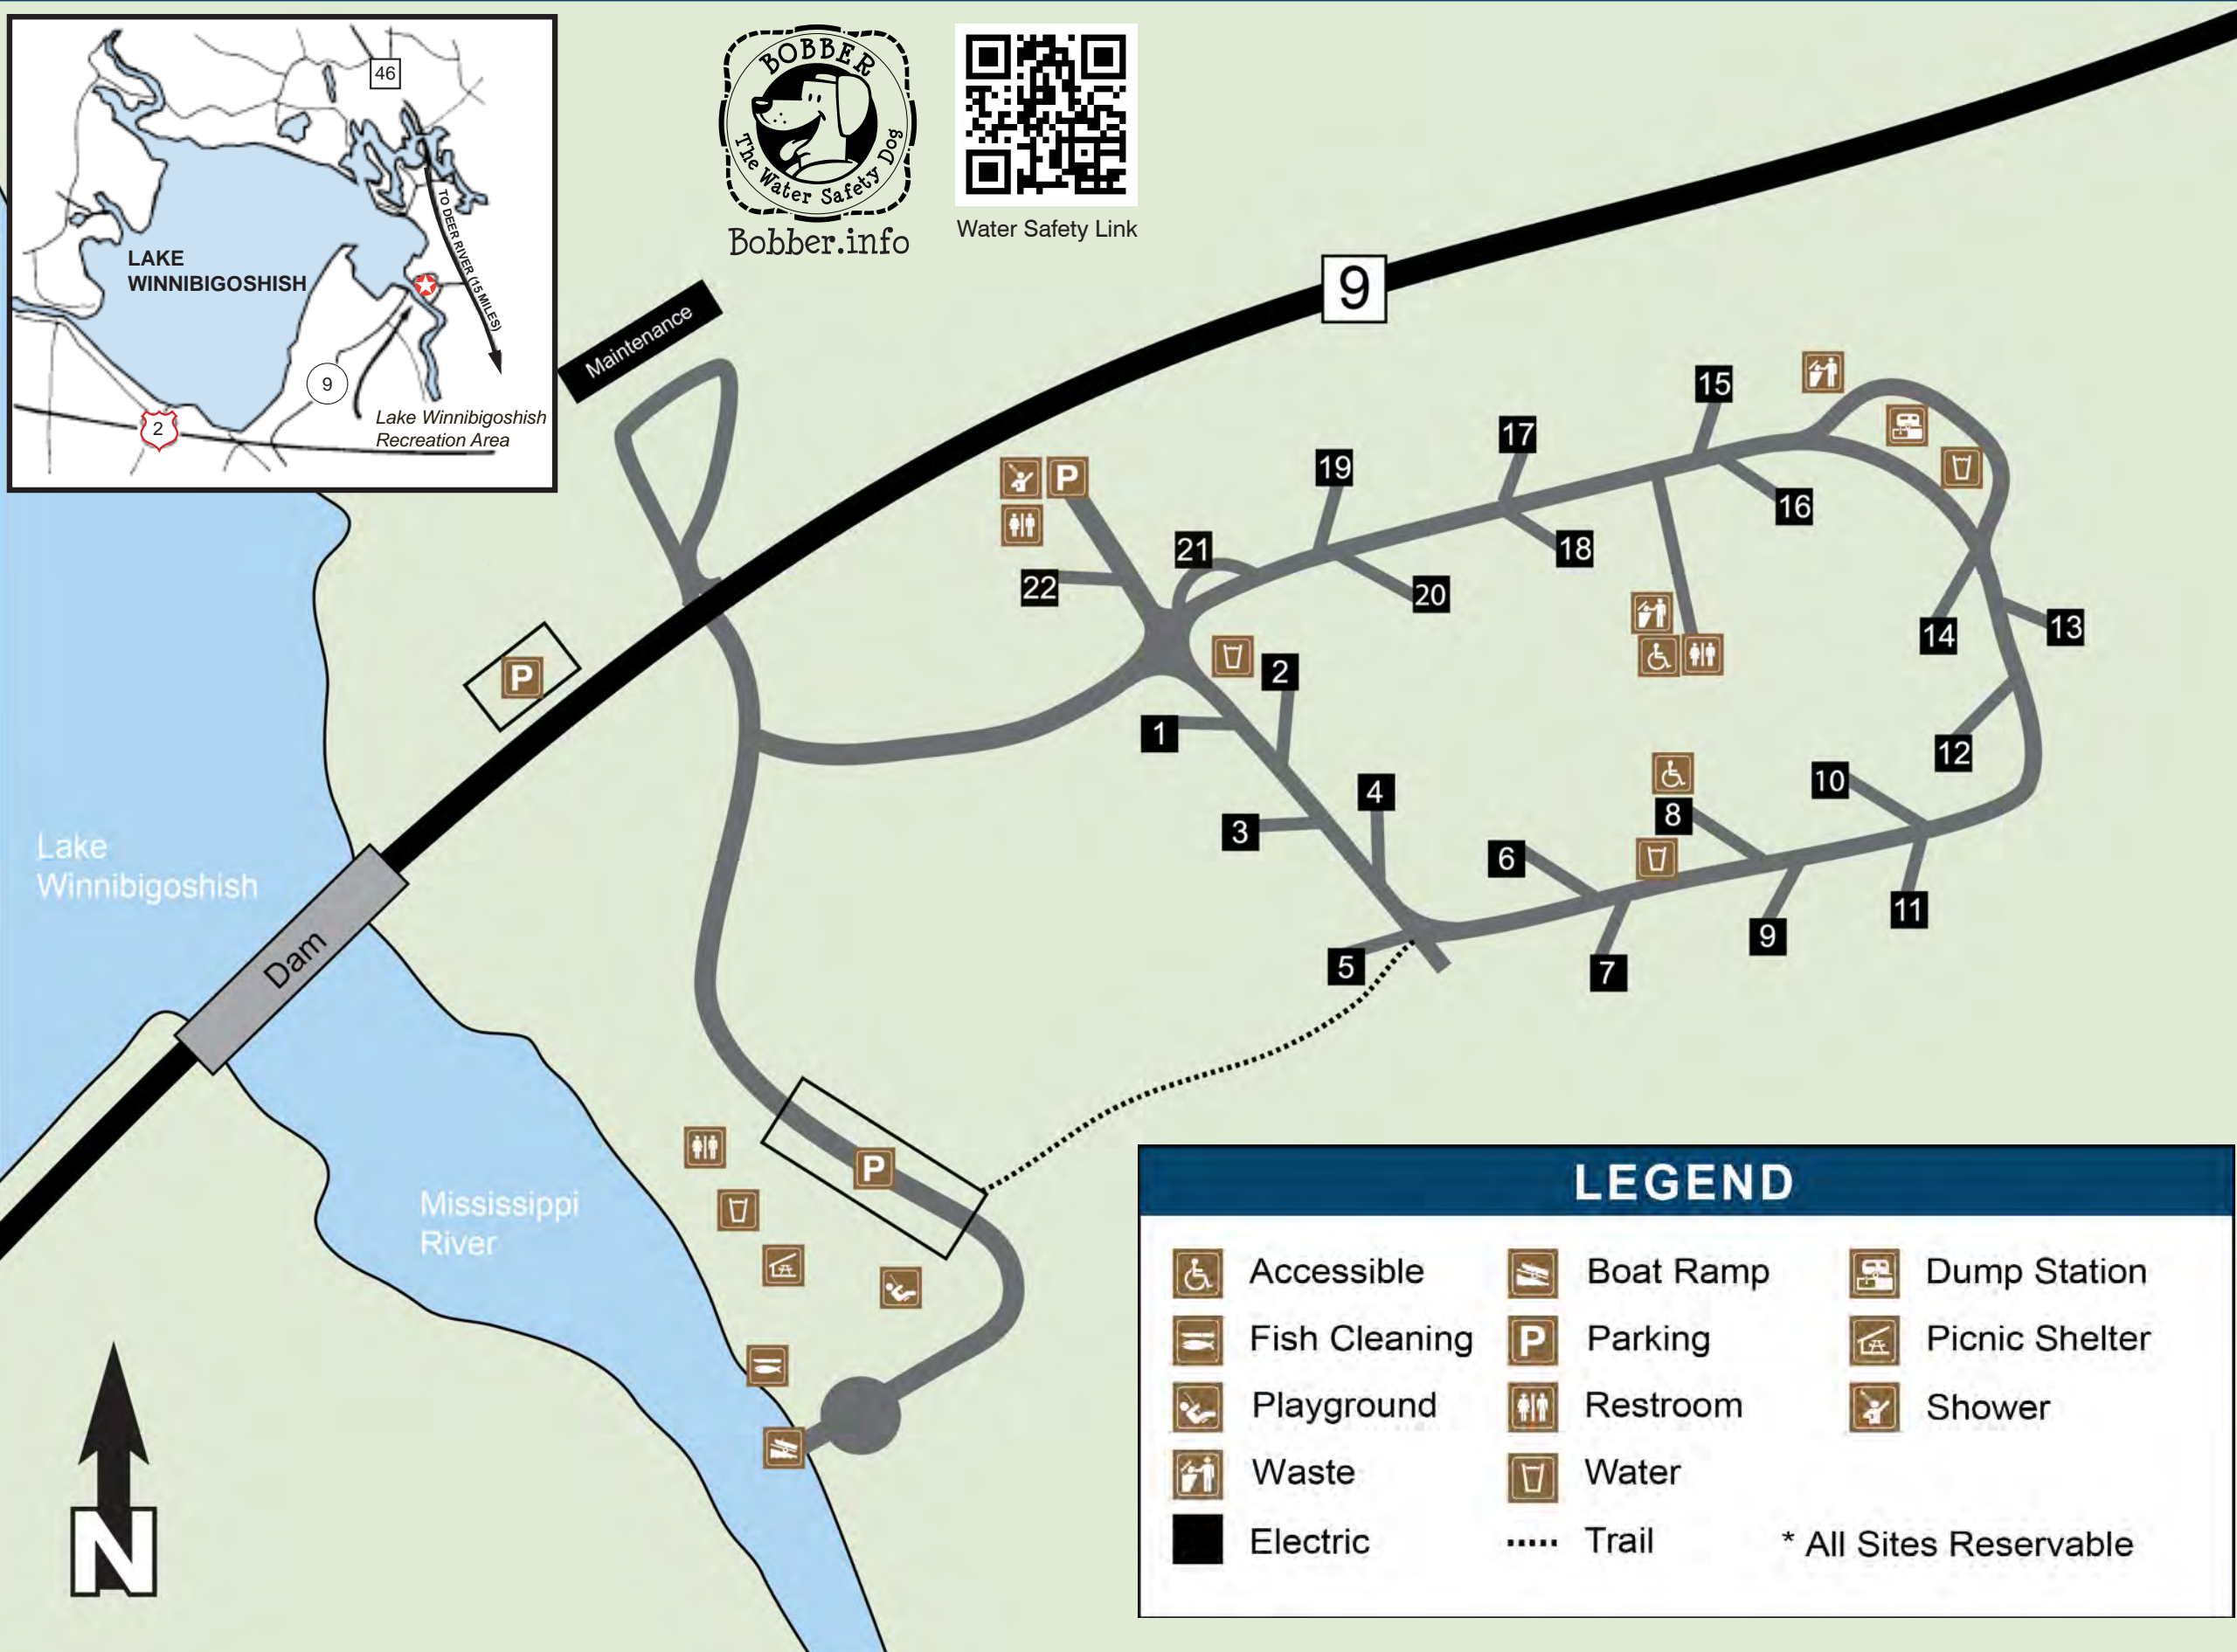 46
TO DEER RIVER (15 MILES)
LAKE
WINNIBIGOSHISH
9
2
Lake Winnibigoshish
Recreation Area
BOBBER
The Water Safety Dog
Bobber.info
Water Safety Link
Maintenance
9
15
17
19
P
16
21
18
22
20
13
14
P
2
1
12
10
4
8
3
6
Lake
Winnibigoshish
11
9
Dam
5
7
P
Mississippi
River
N
LEGEND
Accessible
Boat Ramp
Dump Station
Fish Cleaning
P Parking
Picnic Shelter
Playground
Restroom
Shower
Waste
Water
Electric
Trail
* All Sites Reservable